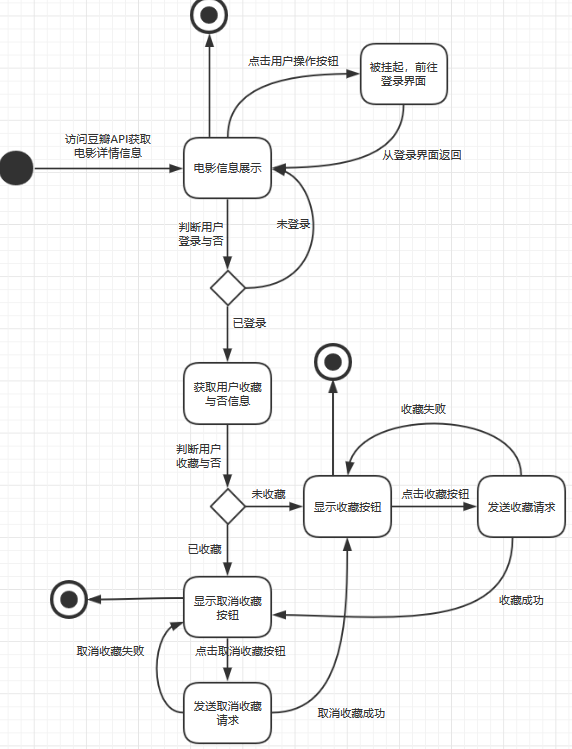 点击用户操作按钮
被挂起，前往
登录界面
访问豆瓣API获取
电影详情信息
电影信息展示
从登录界面返回
判断用户
登录与否
未登录
已登录
获取用户收藏
与否信息
收藏失败
判断用户
收藏与否
未收藏
显示收藏按钮
点击收藏按钮
发送收藏请求
已收藏
显示取消收藏
按钮
收藏成功
取消收藏失败
点击取消收藏按钮
发送取消收藏
请求
取消收藏成功